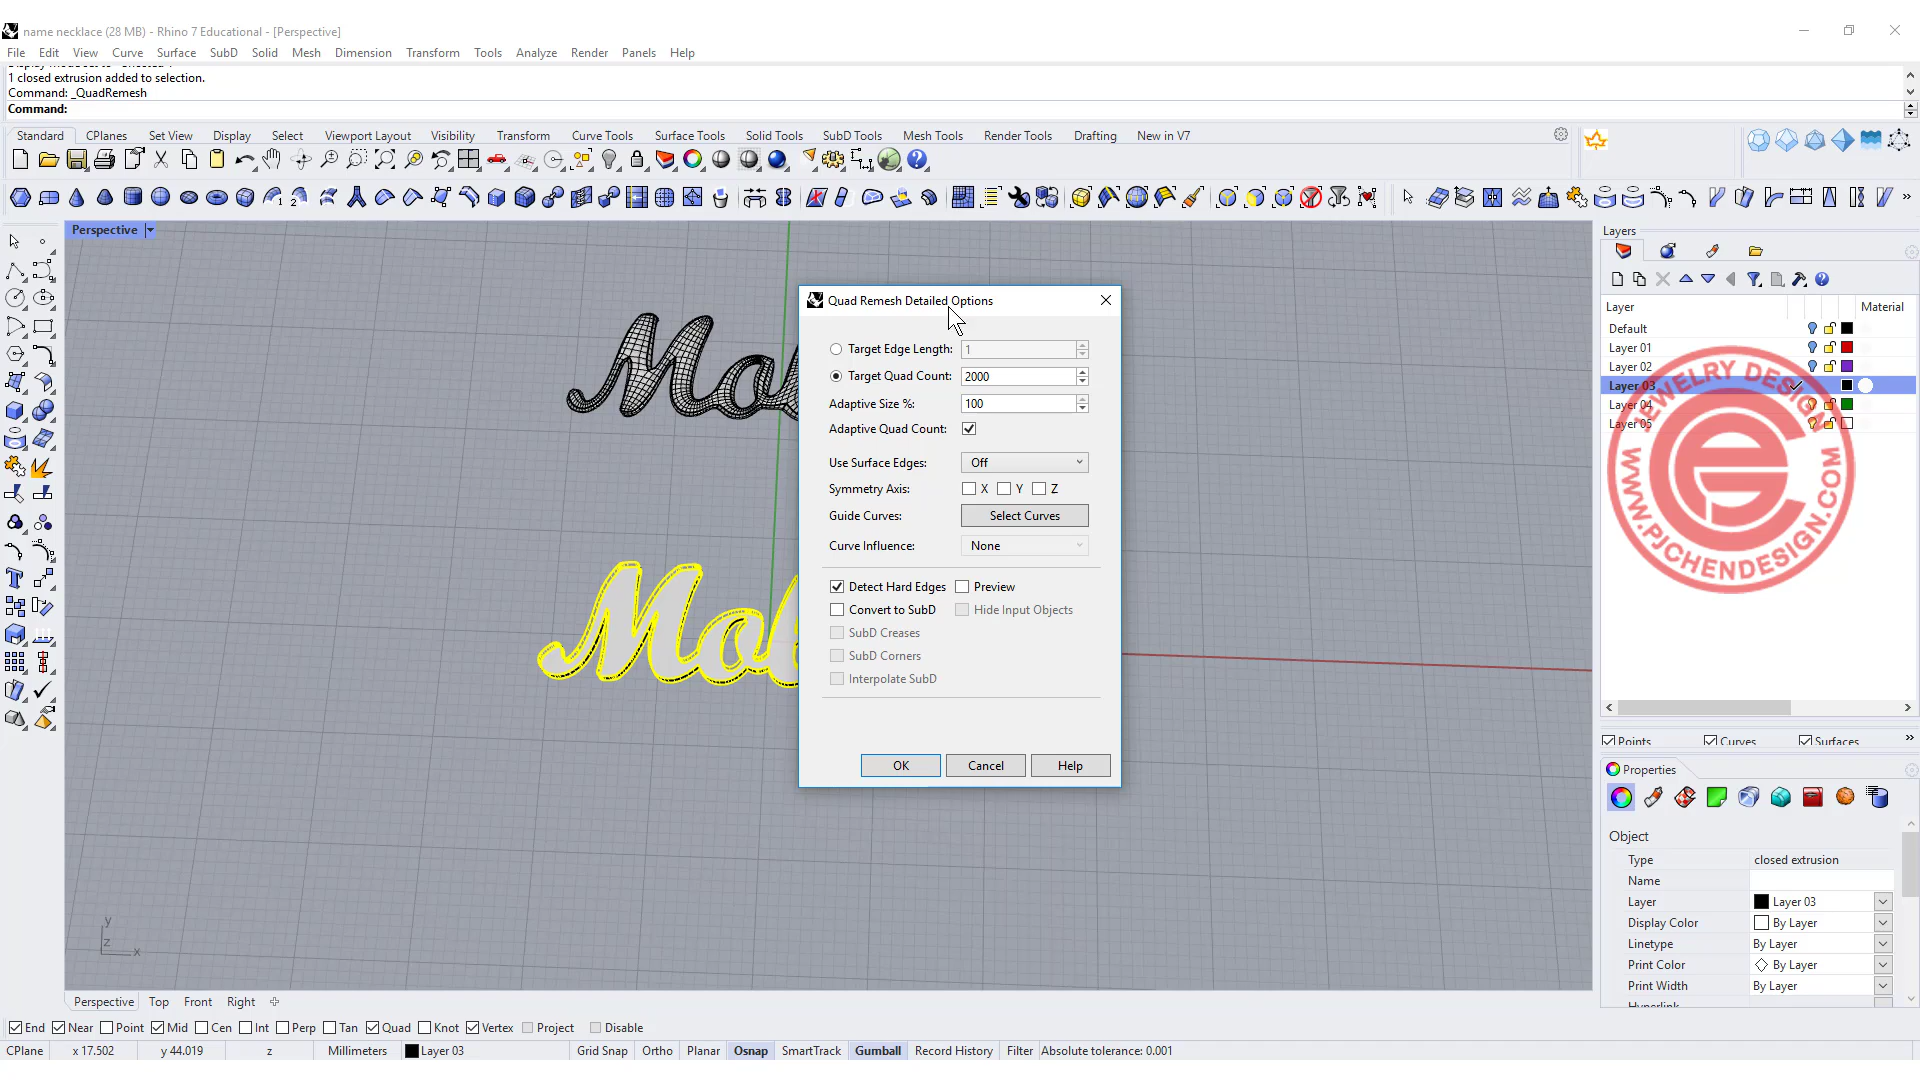 name necklace (28 MB) - Rhino 7 Educational - [Perspective]
File Edit View Curve Surface SubD Solid Mesh Dimension Transform Tools Analyze Render Panels Help
1 closed extrusion added to selection.
Command: _QuadRemesh
Command:
Standard CPlanes Set View Display Select Viewport Layout Visibility Transform Curve Tools Surface Tools Solid Tools SubD Tools Mesh Tools Render Tools Drafting New in V7
Perspective
Layers
Layer Material
Default
Layer 01
Layer 02
Layer 03
Layer 04
Layer 05
JEWELRY DESIGN
WWW.PJCHENDESIGN.COM
Quad Remesh Detailed Options
Target Edge Length: 1
Target Quad Count: 2000
Adaptive Size %: 100
Adaptive Quad Count:
Use Surface Edges: Off
Symmetry Axis: X Y Z
Guide Curves: Select Curves
Curve Influence: None
Detect Hard Edges Preview
Convert to SubD Hide Input Objects
SubD Creases
SubD Corners
Interpolate SubD
OK Cancel Help
Points Curves Surfaces
Properties
Object
Type closed extrusion
Name
Layer Layer 03
Display Color By Layer
Linetype By Layer
Print Color By Layer
Print Width By Layer
Hyperlink
y
z
x
Perspective Top Front Right
End Near Point Mid Cen Int Perp Tan Quad Knot Vertex Project Disable
CPlane x 17.502 y 44.019 z Millimeters Layer 03 Grid Snap Ortho Planar Osnap SmartTrack Gumball Record History Filter Absolute tolerance: 0.001